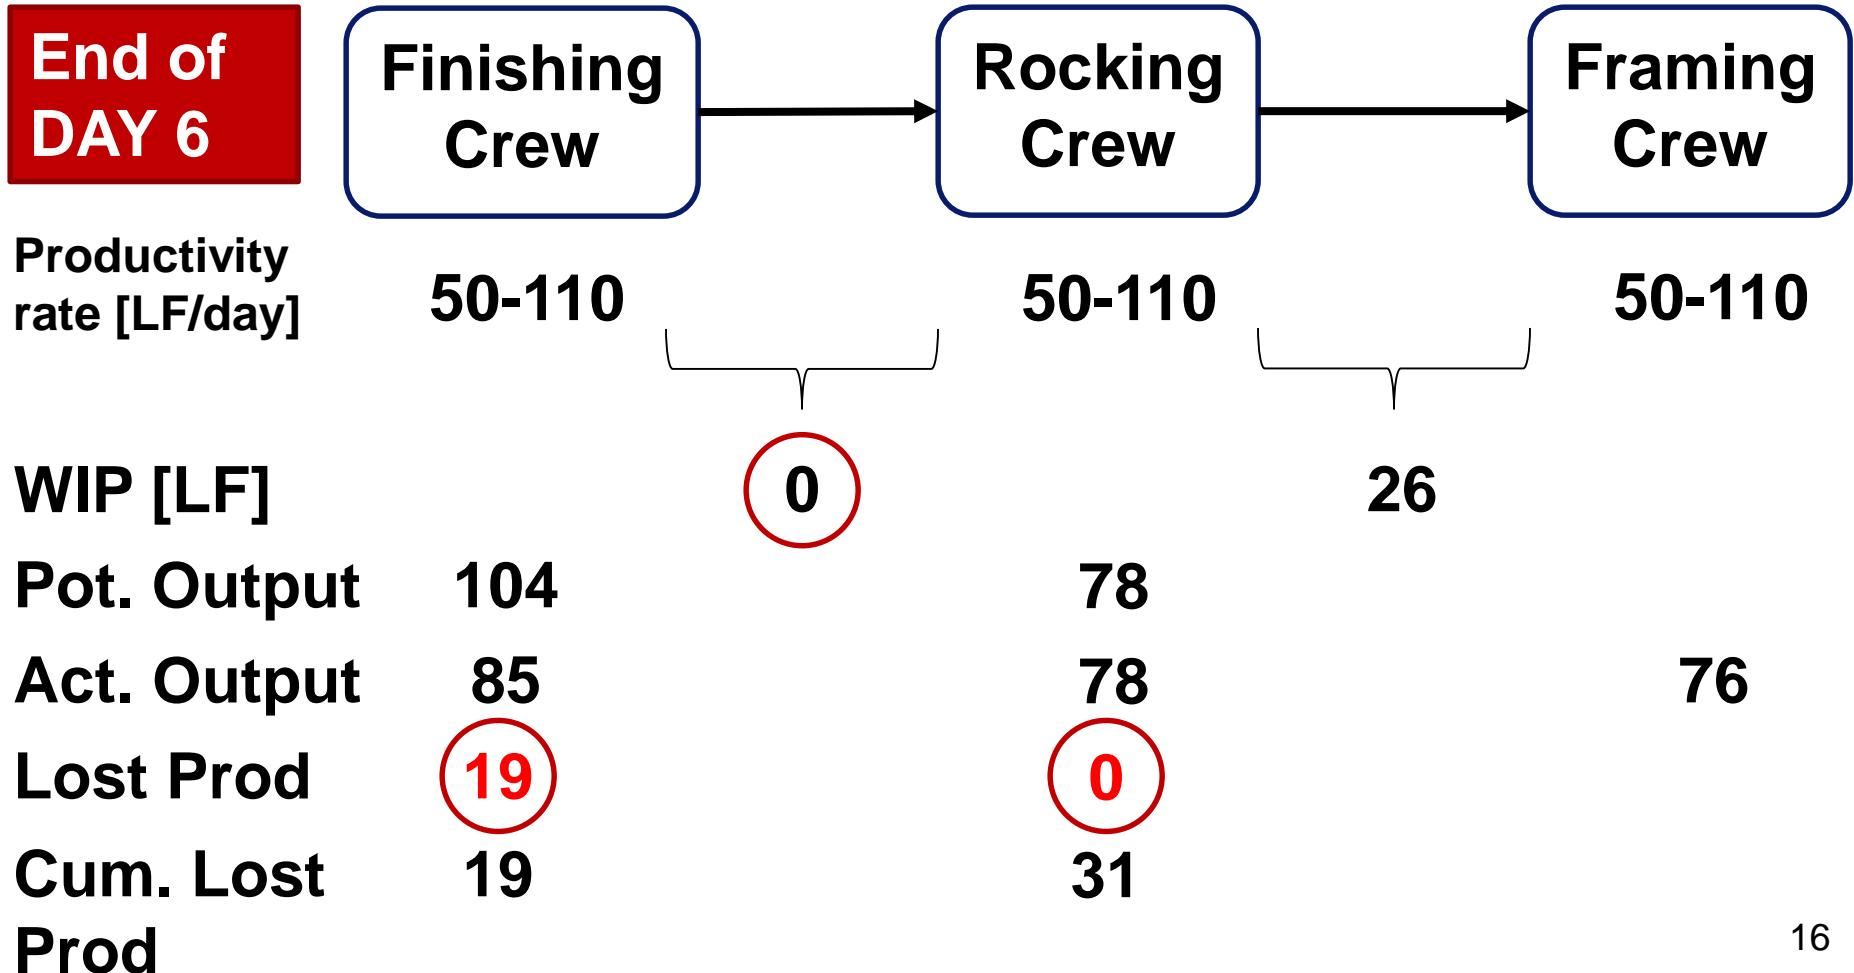 End of
DAY 6
Finishing
Crew
Rocking
Crew
Framing
Crew
Productivity
rate [LF/day]
50-110
50-110
50-110
WIP [LF]
0
26
Pot. Output
104
78
Act. Output
85
78
76
Lost Prod
19
0
Cum. Lost
Prod
19
31
16